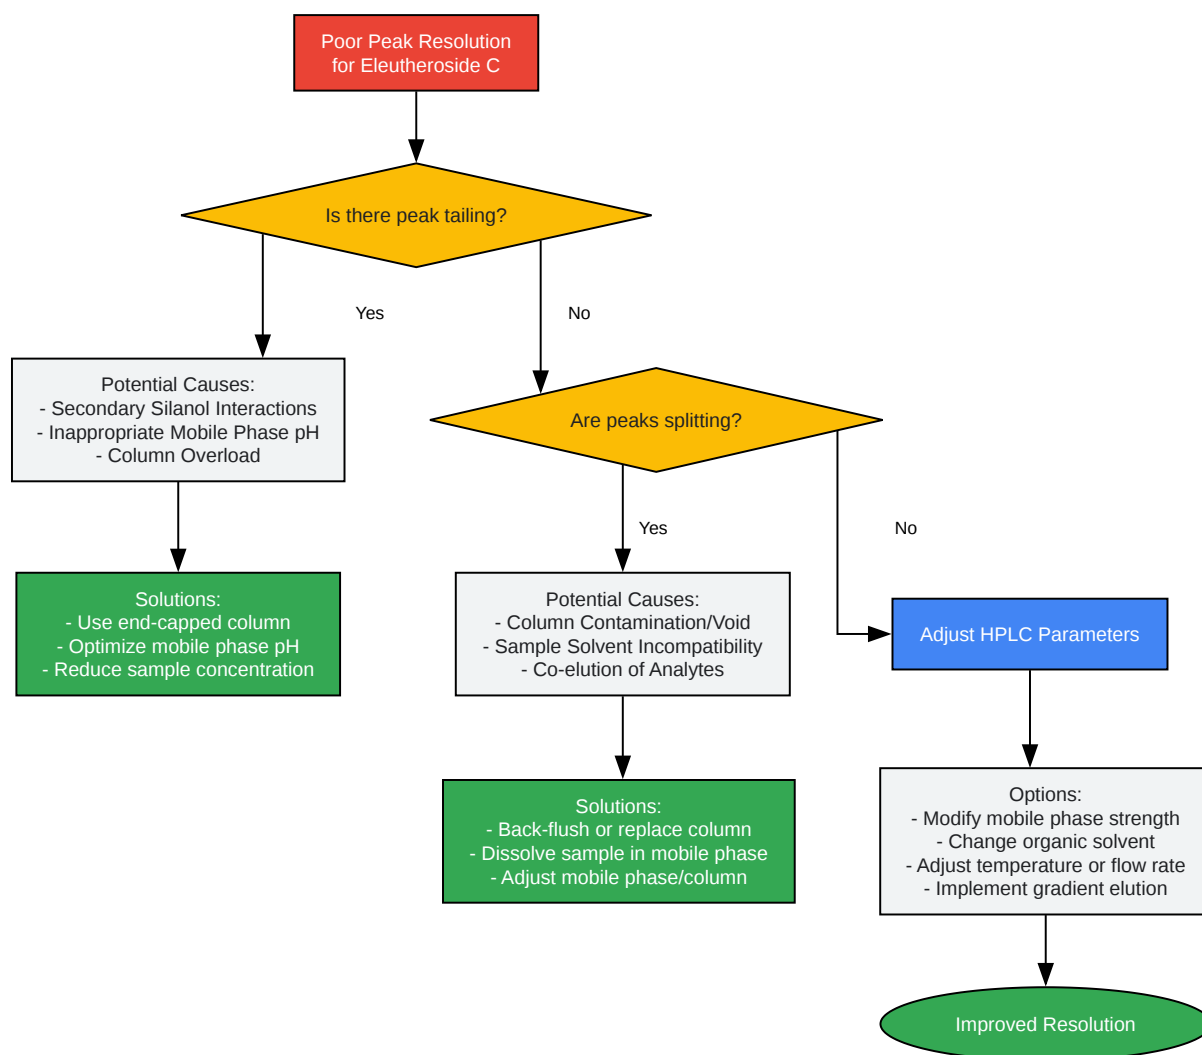 Poor Peak Resolution
for Eleutheroside C
Is there peak tailing?
Yes
No
Potential Causes:
- Secondary Silanol Interactions
- Inappropriate Mobile Phase pH
- Column Overload
Are peaks splitting?
Yes
No
Solutions:
- Use end-capped column
- Optimize mobile phase pH
- Reduce sample concentration
Potential Causes:
- Column Contamination/Void
- Sample Solvent Incompatibility
- Co-elution of Analytes
Adjust HPLC Parameters
Solutions:
- Back-flush or replace column
- Dissolve sample in mobile phase
- Adjust mobile phase/column
Options:
- Modify mobile phase strength
- Change organic solvent
- Adjust temperature or flow rate
- Implement gradient elution
Improved Resolution